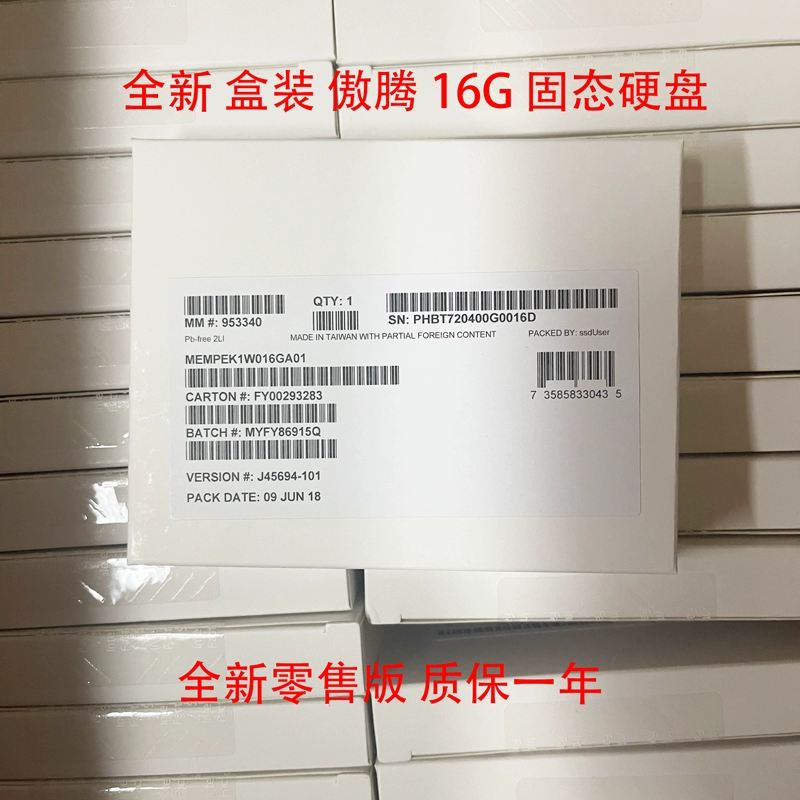 全新 盒装 傲腾 16G 固态硬盘
MM #: 953340
QTY: 1
SN: PHBT720400G0016D
Pb-free 2LI
MADE IN TAIWAN WITH PARTIAL FOREIGN CONTENT
PACKED BY: ssdUser
MEMPEK1W016GA01
CARTON #: FY00293283
7 3585833043 5
BATCH #: MYFY86915Q
VERSION #: J45694-101
PACK DATE: 09 JUN 18
全新零售版 质保一年